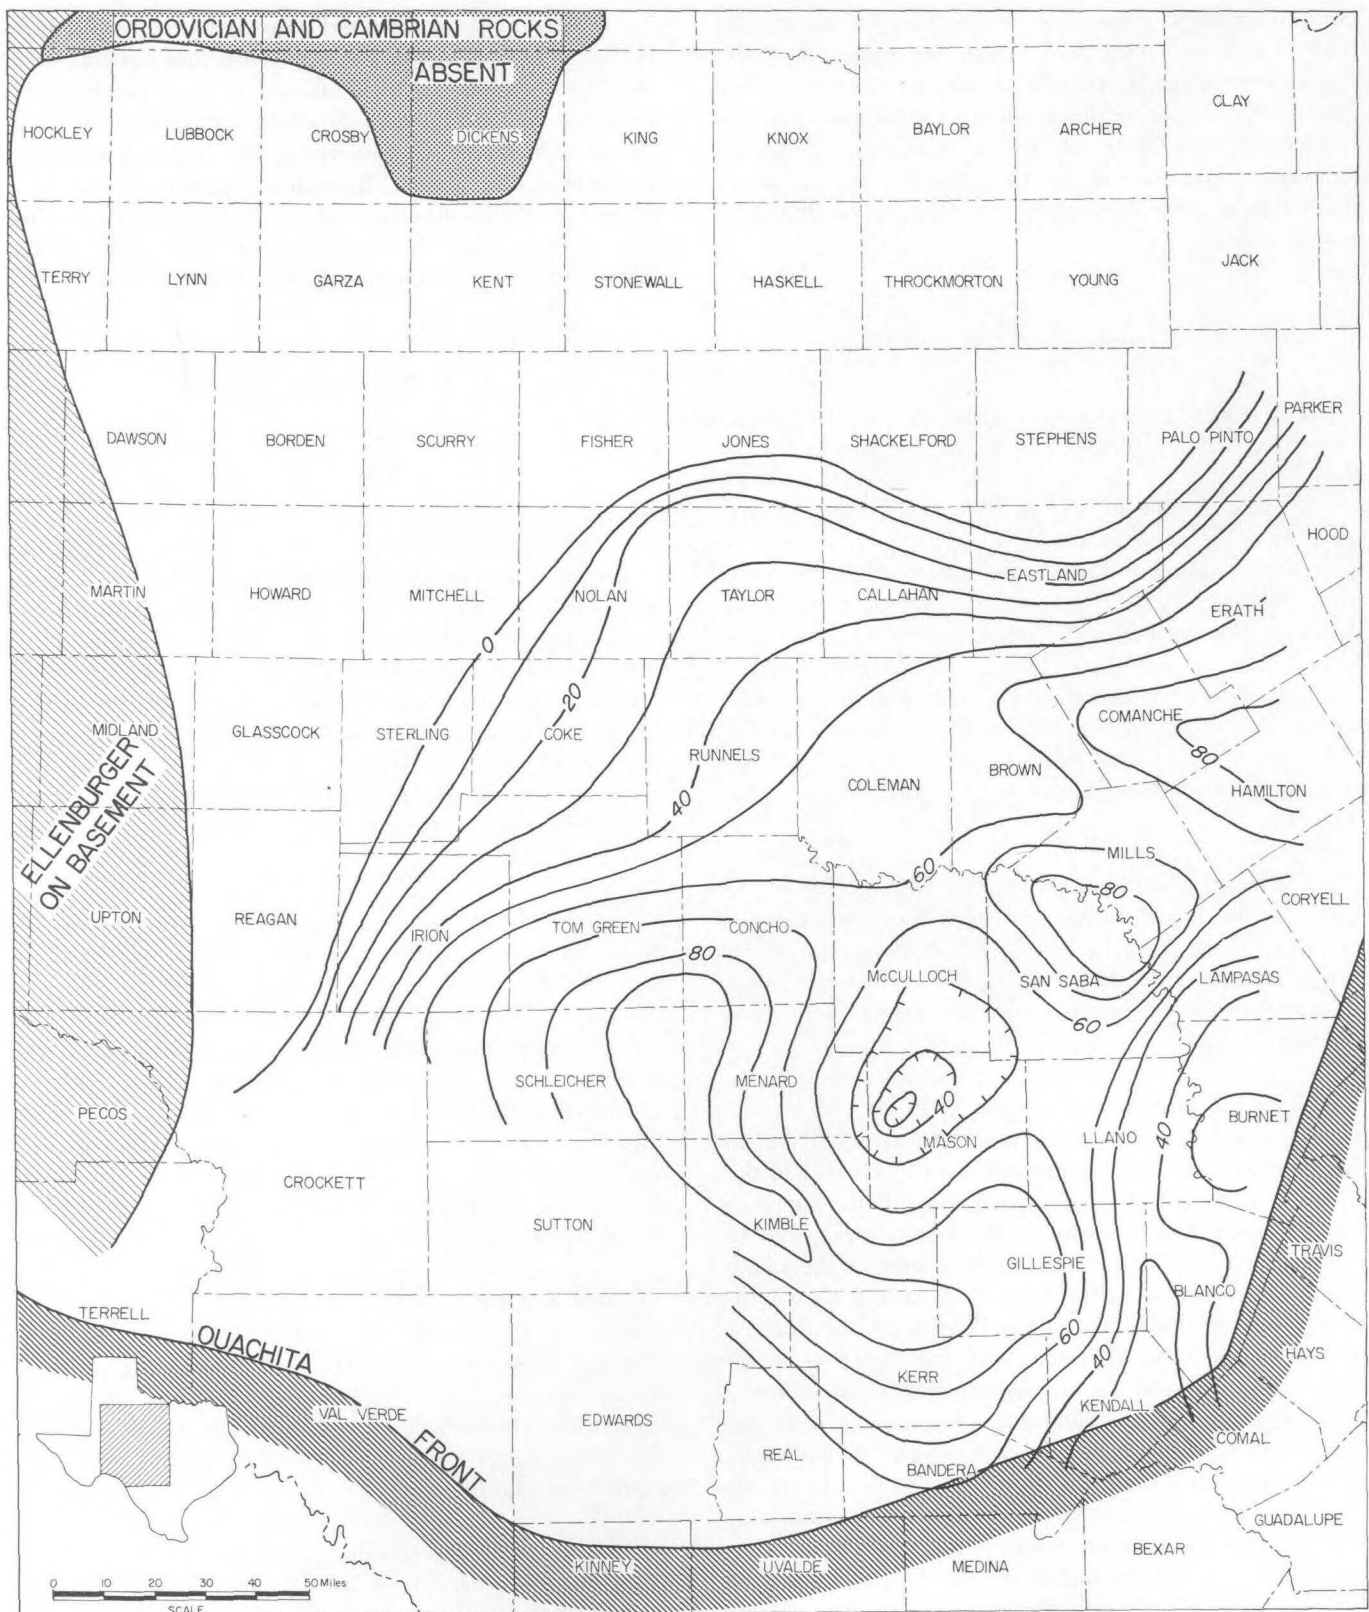 ORDOVICIAN AND CAMBRIAN ROCKS
ABSENT
HOCKLEY LUBBOCK CROSBY DICKENS KING KNOX BAYLOR ARCHER CLAY
TERRY LYNN GARZA KENT STONEWALL HASKELL THROCKMORTON YOUNG JACK
DAWSON BORDEN SCURRY FISHER JONES SHACKELFORD STEPHENS PALO PINTO PARKER
HOOD
MARTIN HOWARD MITCHELL NOLAN TAYLOR CALLAHAN EASTLAND ERATH
0
20
MIDLAND GLASSCOCK STERLING COKE RUNNELS COLEMAN BROWN COMANCHE
80
HAMILTON
40
ELLENBURGER
ON BASEMENT
MILLS
60
80
UPTON REAGAN IRION TOM GREEN CONCHO McCULLOCH SAN SABA LAMPASAS CORYELL
80
60
PECOS SCHLEICHER MENARD MASON LLANO BURNET
40
40
CROCKETT SUTTON KIMBLE GILLESPIE BLANCO TRAVIS
TERRELL
OUACHITA
FRONT
60
40
VAL VERDE EDWARDS REAL KERR BANDERA KENDALL COMAL HAYS
KINNEY UVALDE MEDINA BEXAR GUADALUPE
0 10 20 30 40 50 Miles
SCALE